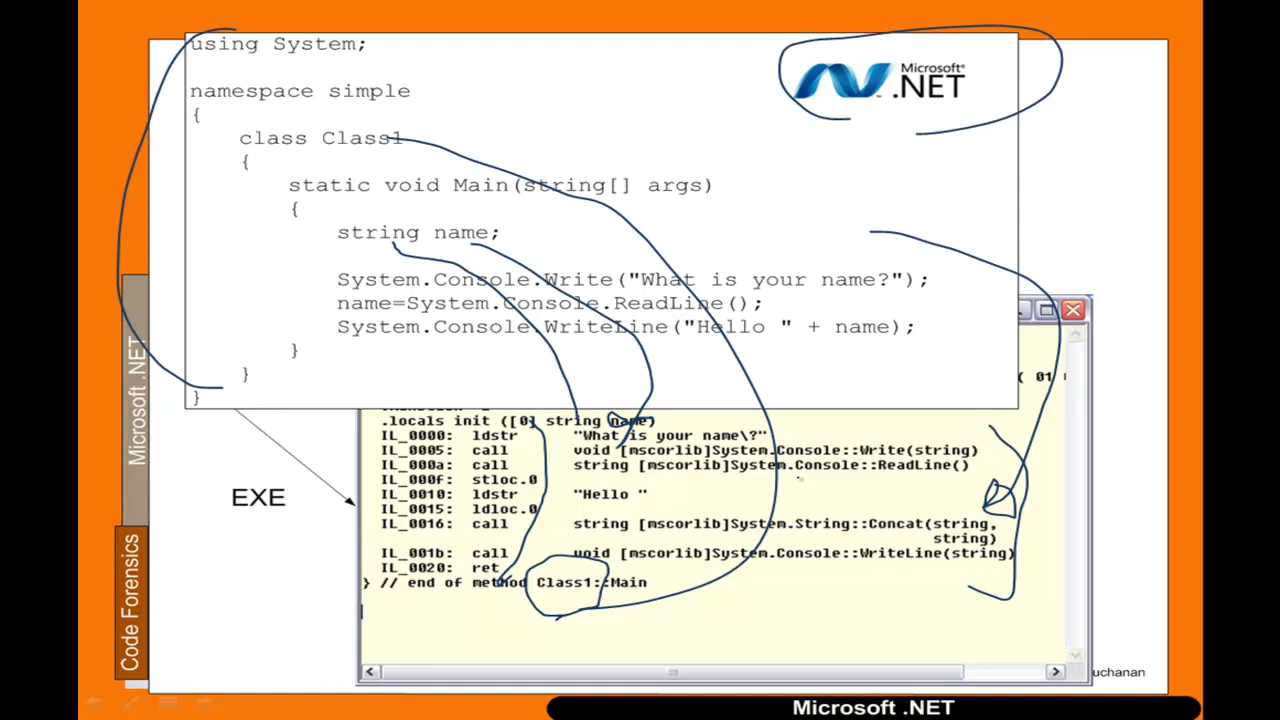 using System;
Microsoft®
.NET
namespace simple
{
class Class1
{
static void Main(string[] args)
{
string name;
System.Console.Write("What is your name?");
name=System.Console.ReadLine();
System.Console.WriteLine("Hello " + name);
}
}
}
( 01
.locals init ([0] string name)
IL_0000: ldstr "What is your name\?"
IL_0005: call void [mscorlib]System.Console::Write(string)
IL_000a: call string [mscorlib]System.Console::ReadLine()
IL_000f: stloc.0
IL_0010: ldstr "Hello "
IL_0015: ldloc.0
IL_0016: call string [mscorlib]System.String::Concat(string,
string)
IL_001b: call void [mscorlib]System.Console::WriteLine(string)
IL_0020: ret
} // end of method Class1::Main
EXE
Microsoft .NET
Code Forensics
uchanan
Microsoft .NET